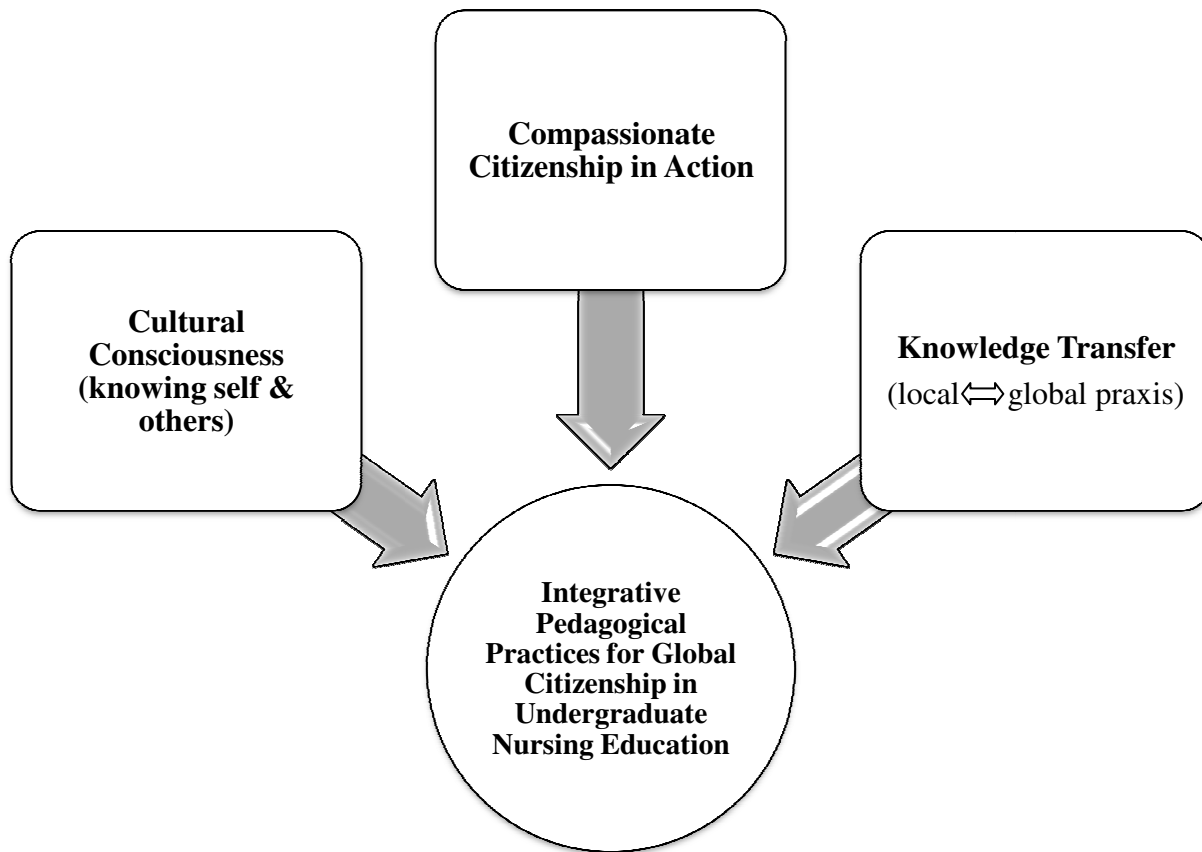 Compassionate
Citizenship in Action
Cultural
Consciousness
(knowing self &
others)
Knowledge Transfer
(local⇔global praxis)
Integrative
Pedagogical
Practices for Global
Citizenship in
Undergraduate
Nursing Education